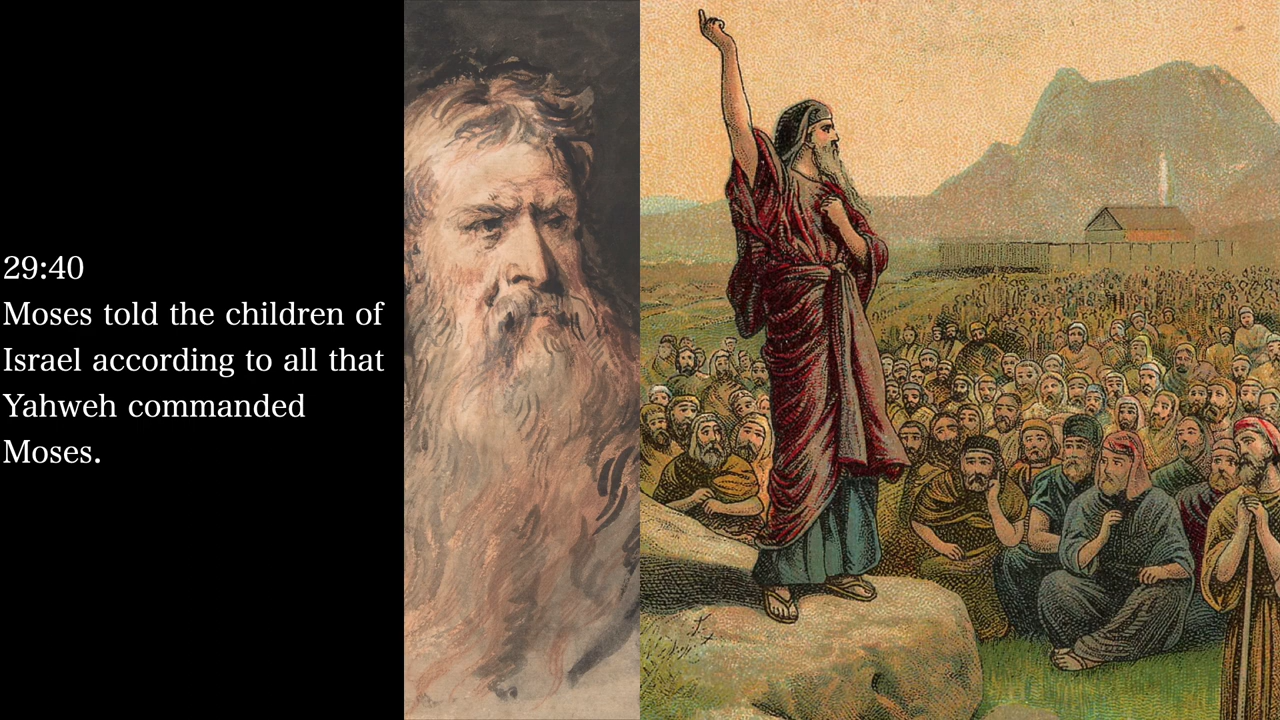 29:40
Moses told the children of
Israel according to all that
Yahweh commanded
Moses.